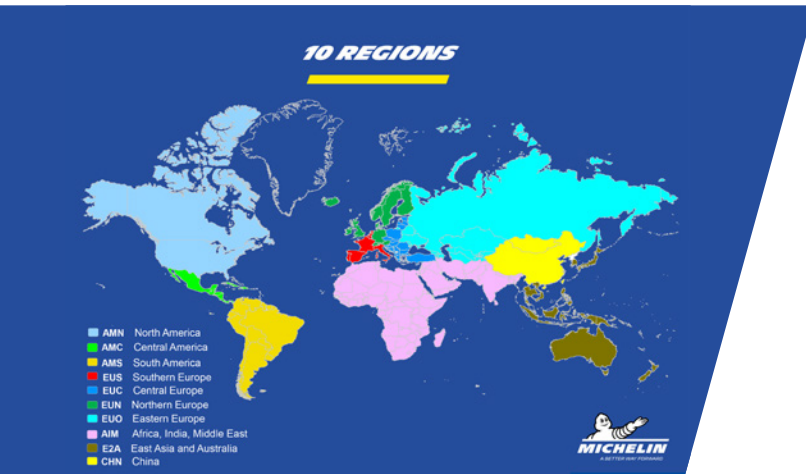 10 REGIONS
AMN North America
AMC Central America
AMS South America
EUS Southern Europe
EUC Central Europe
EUN Northern Europe
EUO Eastern Europe
AIM Africa, India, Middle East
E2A East Asia and Australia
CHN China
MICHELIN
A BETTER WAY FORWARD